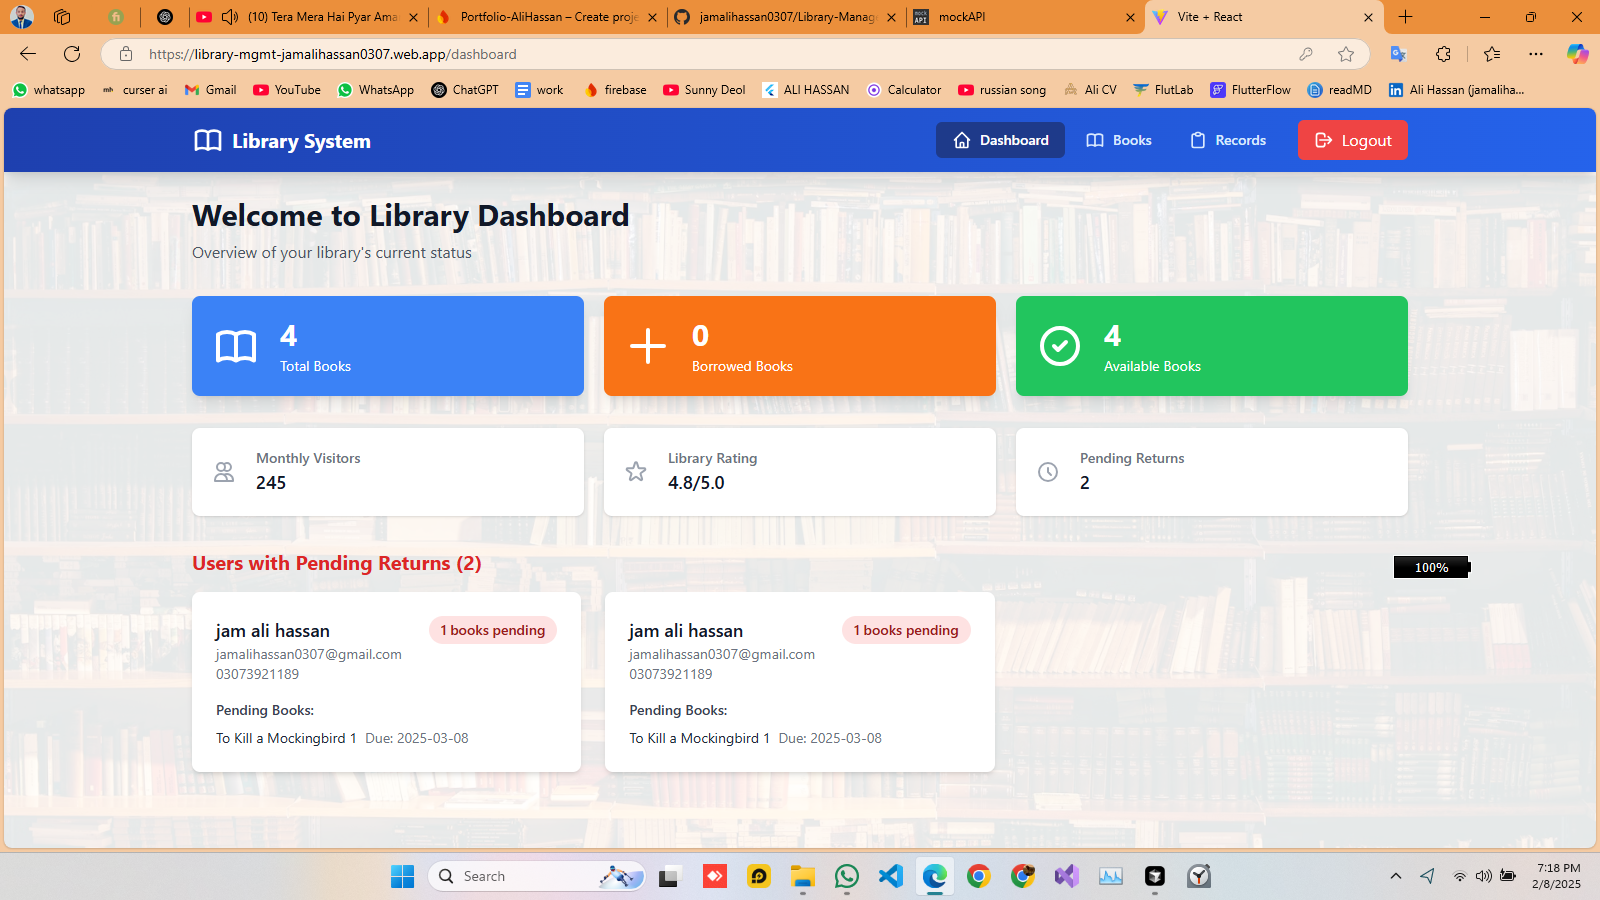 (10) Tera Mera Hai Pyar Ama
Portfolio-AliHassan – Create proje
jamalihassan0307/Library-Manage
mockAPI
Vite + React
https://library-mgmt-jamalihassan0307.web.app/dashboard
whatsapp
curser ai
Gmail
YouTube
WhatsApp
ChatGPT
work
firebase
Sunny Deol
ALI HASSAN
Calculator
russian song
Ali CV
FlutLab
FlutterFlow
readMD
Ali Hassan (jamaliha...
Library System
Dashboard
Books
Records
Logout
Welcome to Library Dashboard
Overview of your library's current status
4
Total Books
0
Borrowed Books
4
Available Books
Monthly Visitors
245
Library Rating
4.8/5.0
Pending Returns
2
Users with Pending Returns (2)
100%
jam ali hassan
1 books pending
jamalihassan0307@gmail.com
03073921189
Pending Books:
To Kill a Mockingbird 1 Due: 2025-03-08
jam ali hassan
1 books pending
jamalihassan0307@gmail.com
03073921189
Pending Books:
To Kill a Mockingbird 1 Due: 2025-03-08
Search
7:18 PM
2/8/2025